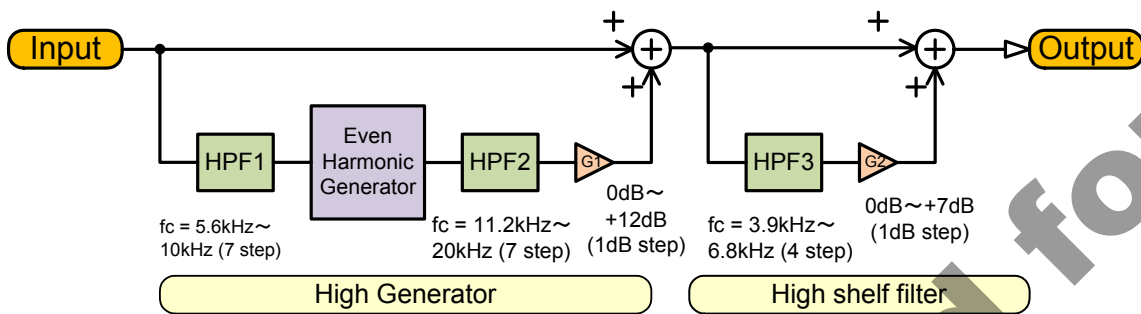 Input
+
+
+
+
+
+
Output
HPF1
Even
Harmonic
Generator
HPF2
G1
HPF3
G2
fc = 5.6kHz～
10kHz (7 step)
fc = 11.2kHz～
20kHz (7 step)
0dB～
+12dB
(1dB step)
fc = 3.9kHz～
6.8kHz (4 step)
0dB～+7dB
(1dB step)
High Generator
High shelf filter
d fo